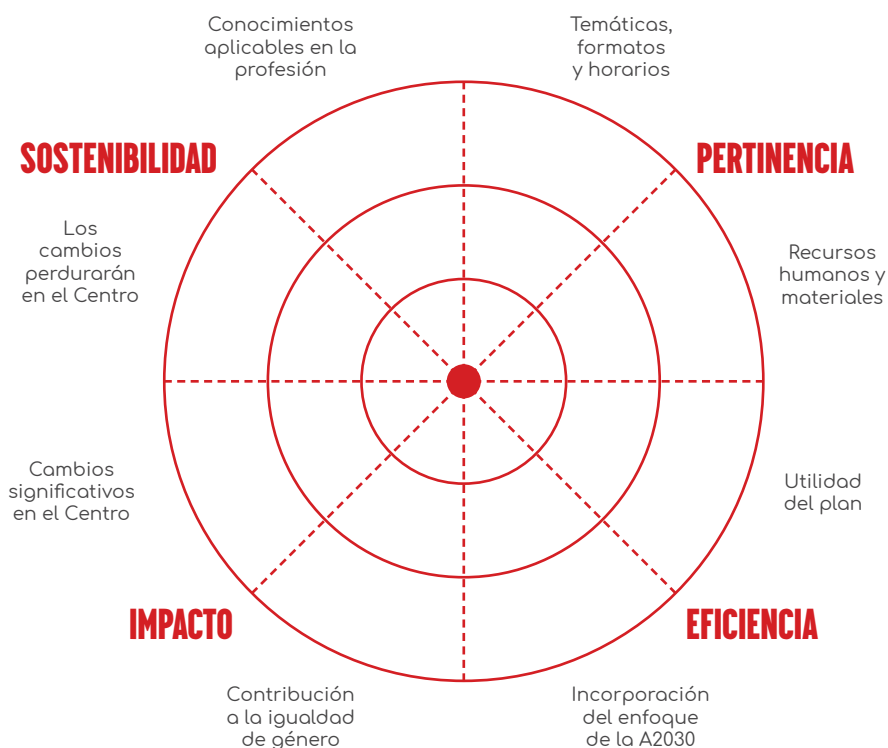 Conocimientos
aplicables en la
profesión
Temáticas,
formatos
y horarios
SOSTENIBILIDAD
PERTINENCIA
Los
cambios
perdurarán
en el Centro
Recursos
humanos y
materiales
Cambios
significativos
en el Centro
Utilidad
del plan
IMPACTO
EFICIENCIA
Contribución
a la igualdad
de género
Incorporación
del enfoque
de la A2030